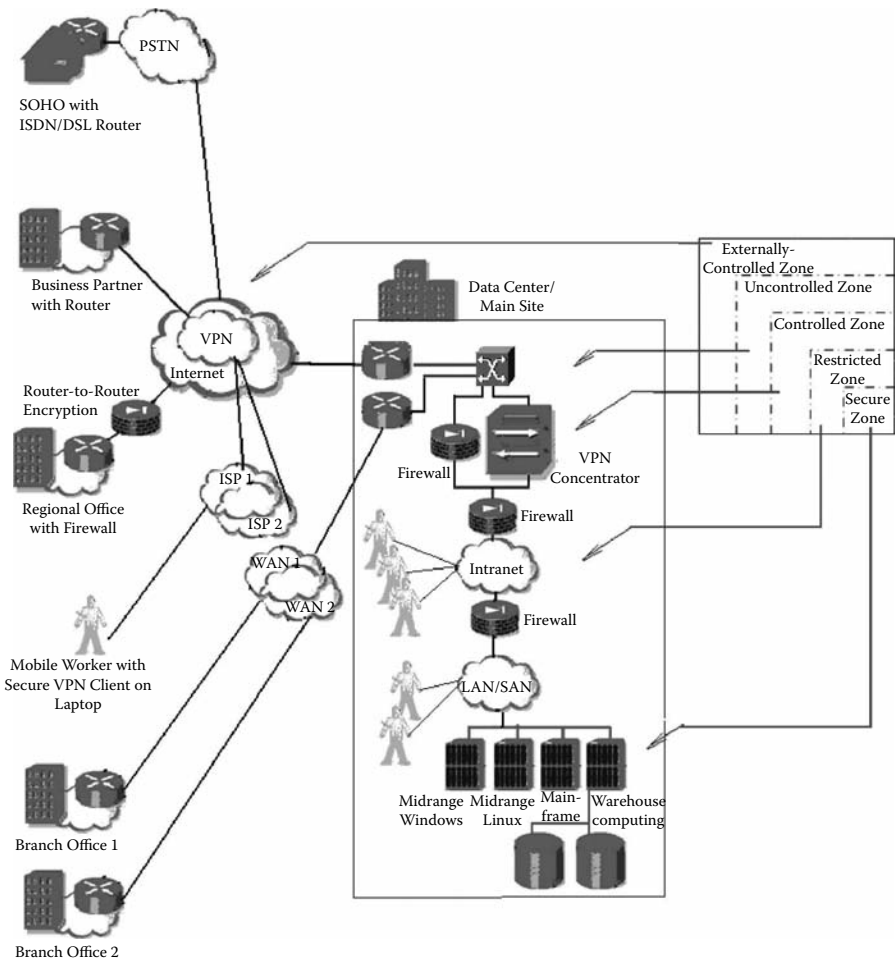 PSTN
SOHO with
ISDN/DSL Router
Business Partner
with Router
VPN
Internet
Router-to-Router
Encryption
Regional Office
with Firewall
ISP 1
ISP 2
WAN 1
WAN 2
Mobile Worker with
Secure VPN Client on
Laptop
Branch Office 1
Branch Office 2
Data Center/
Main Site
Firewall
VPN
Concentrator
Firewall
Intranet
Firewall
LAN/SAN
Midrange
Windows
Midrange
Linux
Main-
frame
Warehouse
computing
Externally-
Controlled Zone
Uncontrolled Zone
Controlled Zone
Restricted
Zone
Secure
Zone